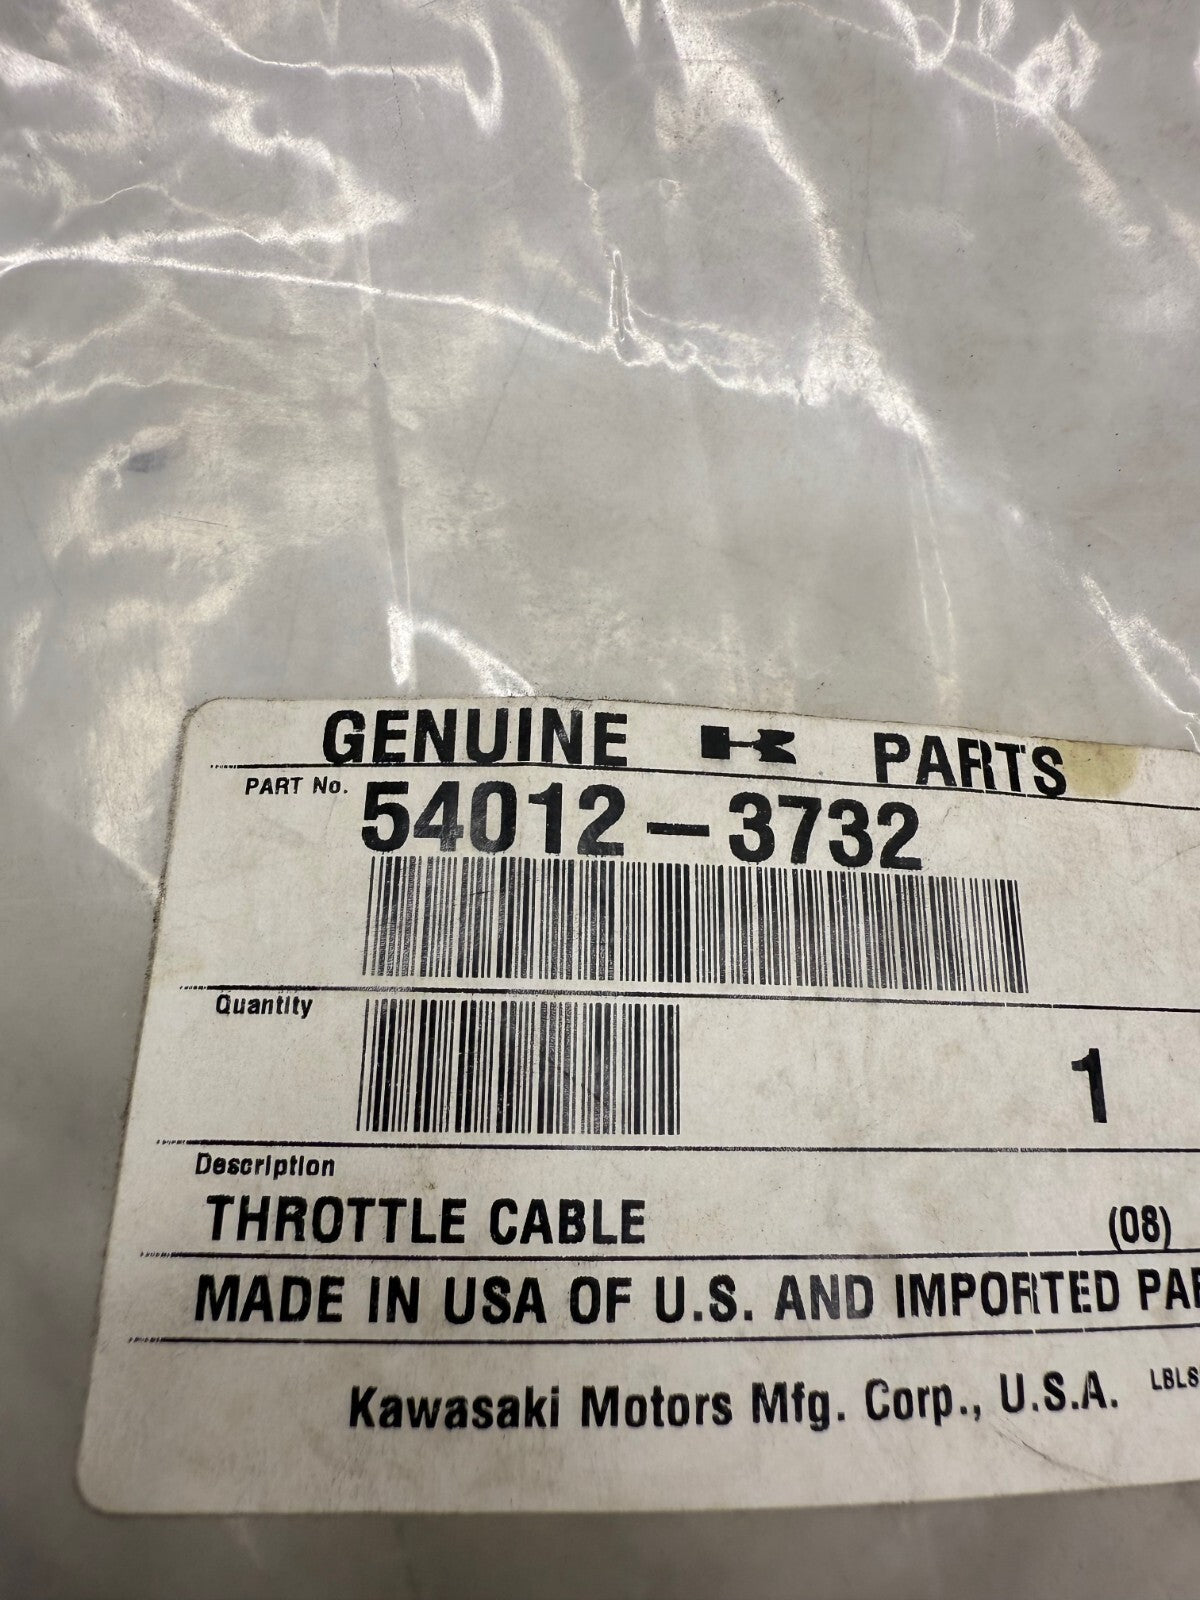 GENUINE PARTS
PART No. 54012-3732
Quantity
1
Description
THROTTLE CABLE (08)
MADE IN USA OF U.S. AND IMPORTED
Kawasaki Motors Mfg. Corp., U.S.A.